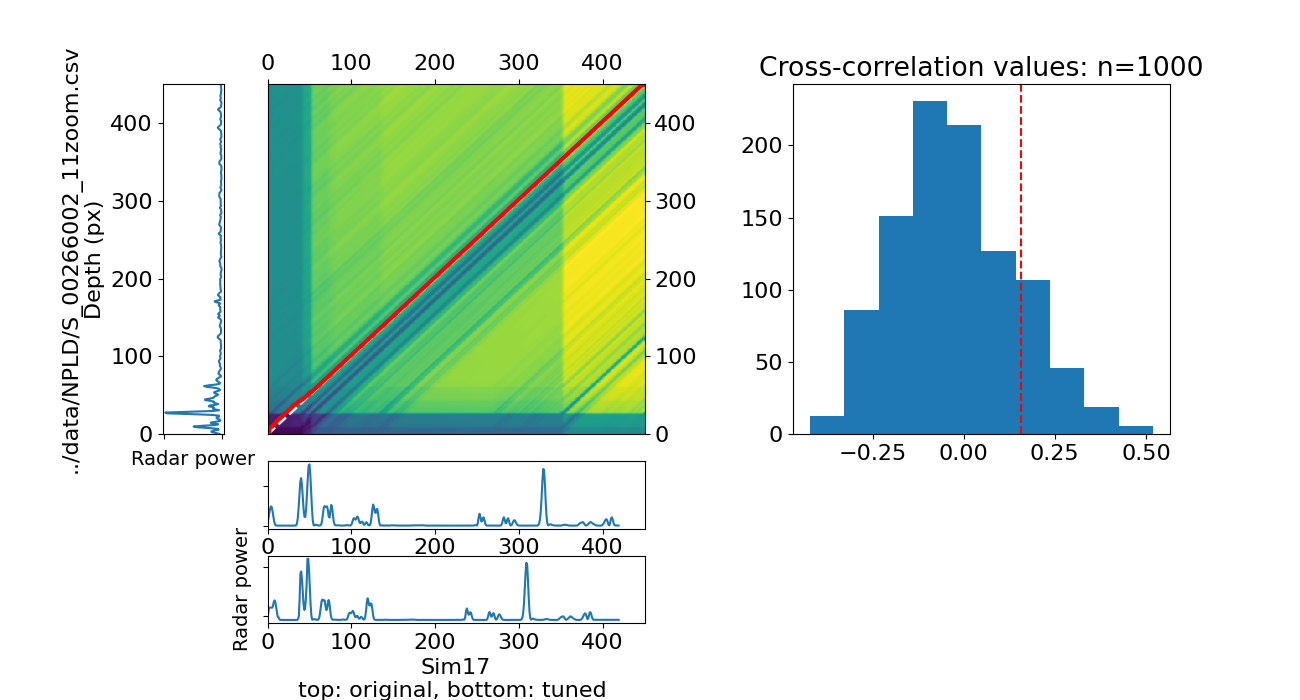 ../data/NPLD/S_00266002_11zoom.csv
Depth (px)
0 100 200 300 400
400
300
200
100
0
Radar power
400
300
200
100
0
Cross-correlation values: n=1000
200
150
100
50
0
−0.25 0.00 0.25 0.50
0 100 200 300 400
Radar power
0 100 200 300 400
Sim17
top: original, bottom: tuned